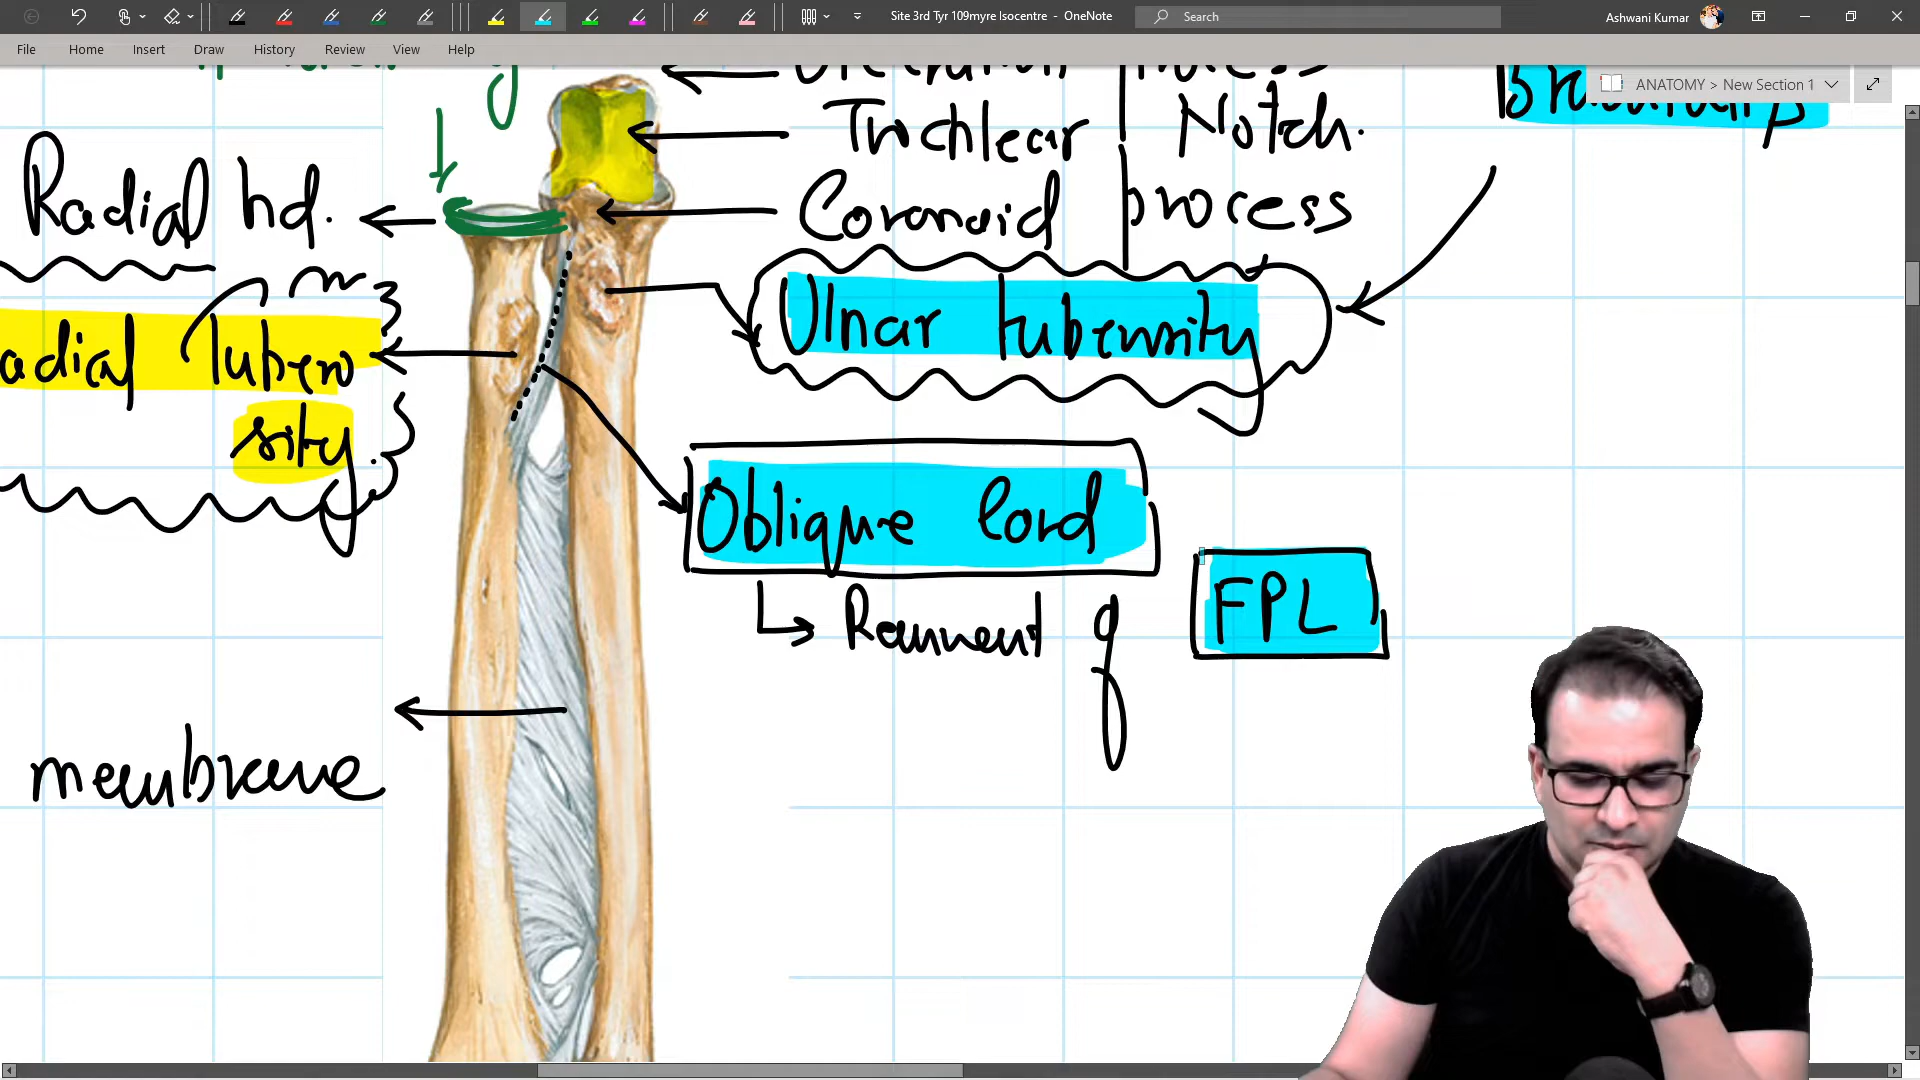 Site 3rd Tyr 109myre Isocentre - OneNote
Search
Ashwani Kumar
File Home Insert Draw History Review View Help
ANATOMY > New Section 1
Trochlear Notch.
Radial hd.
Coronoid process
Ulnar tuberosity
adial tubero
sity.
Oblique Cord
Remnent of FPL
membrane